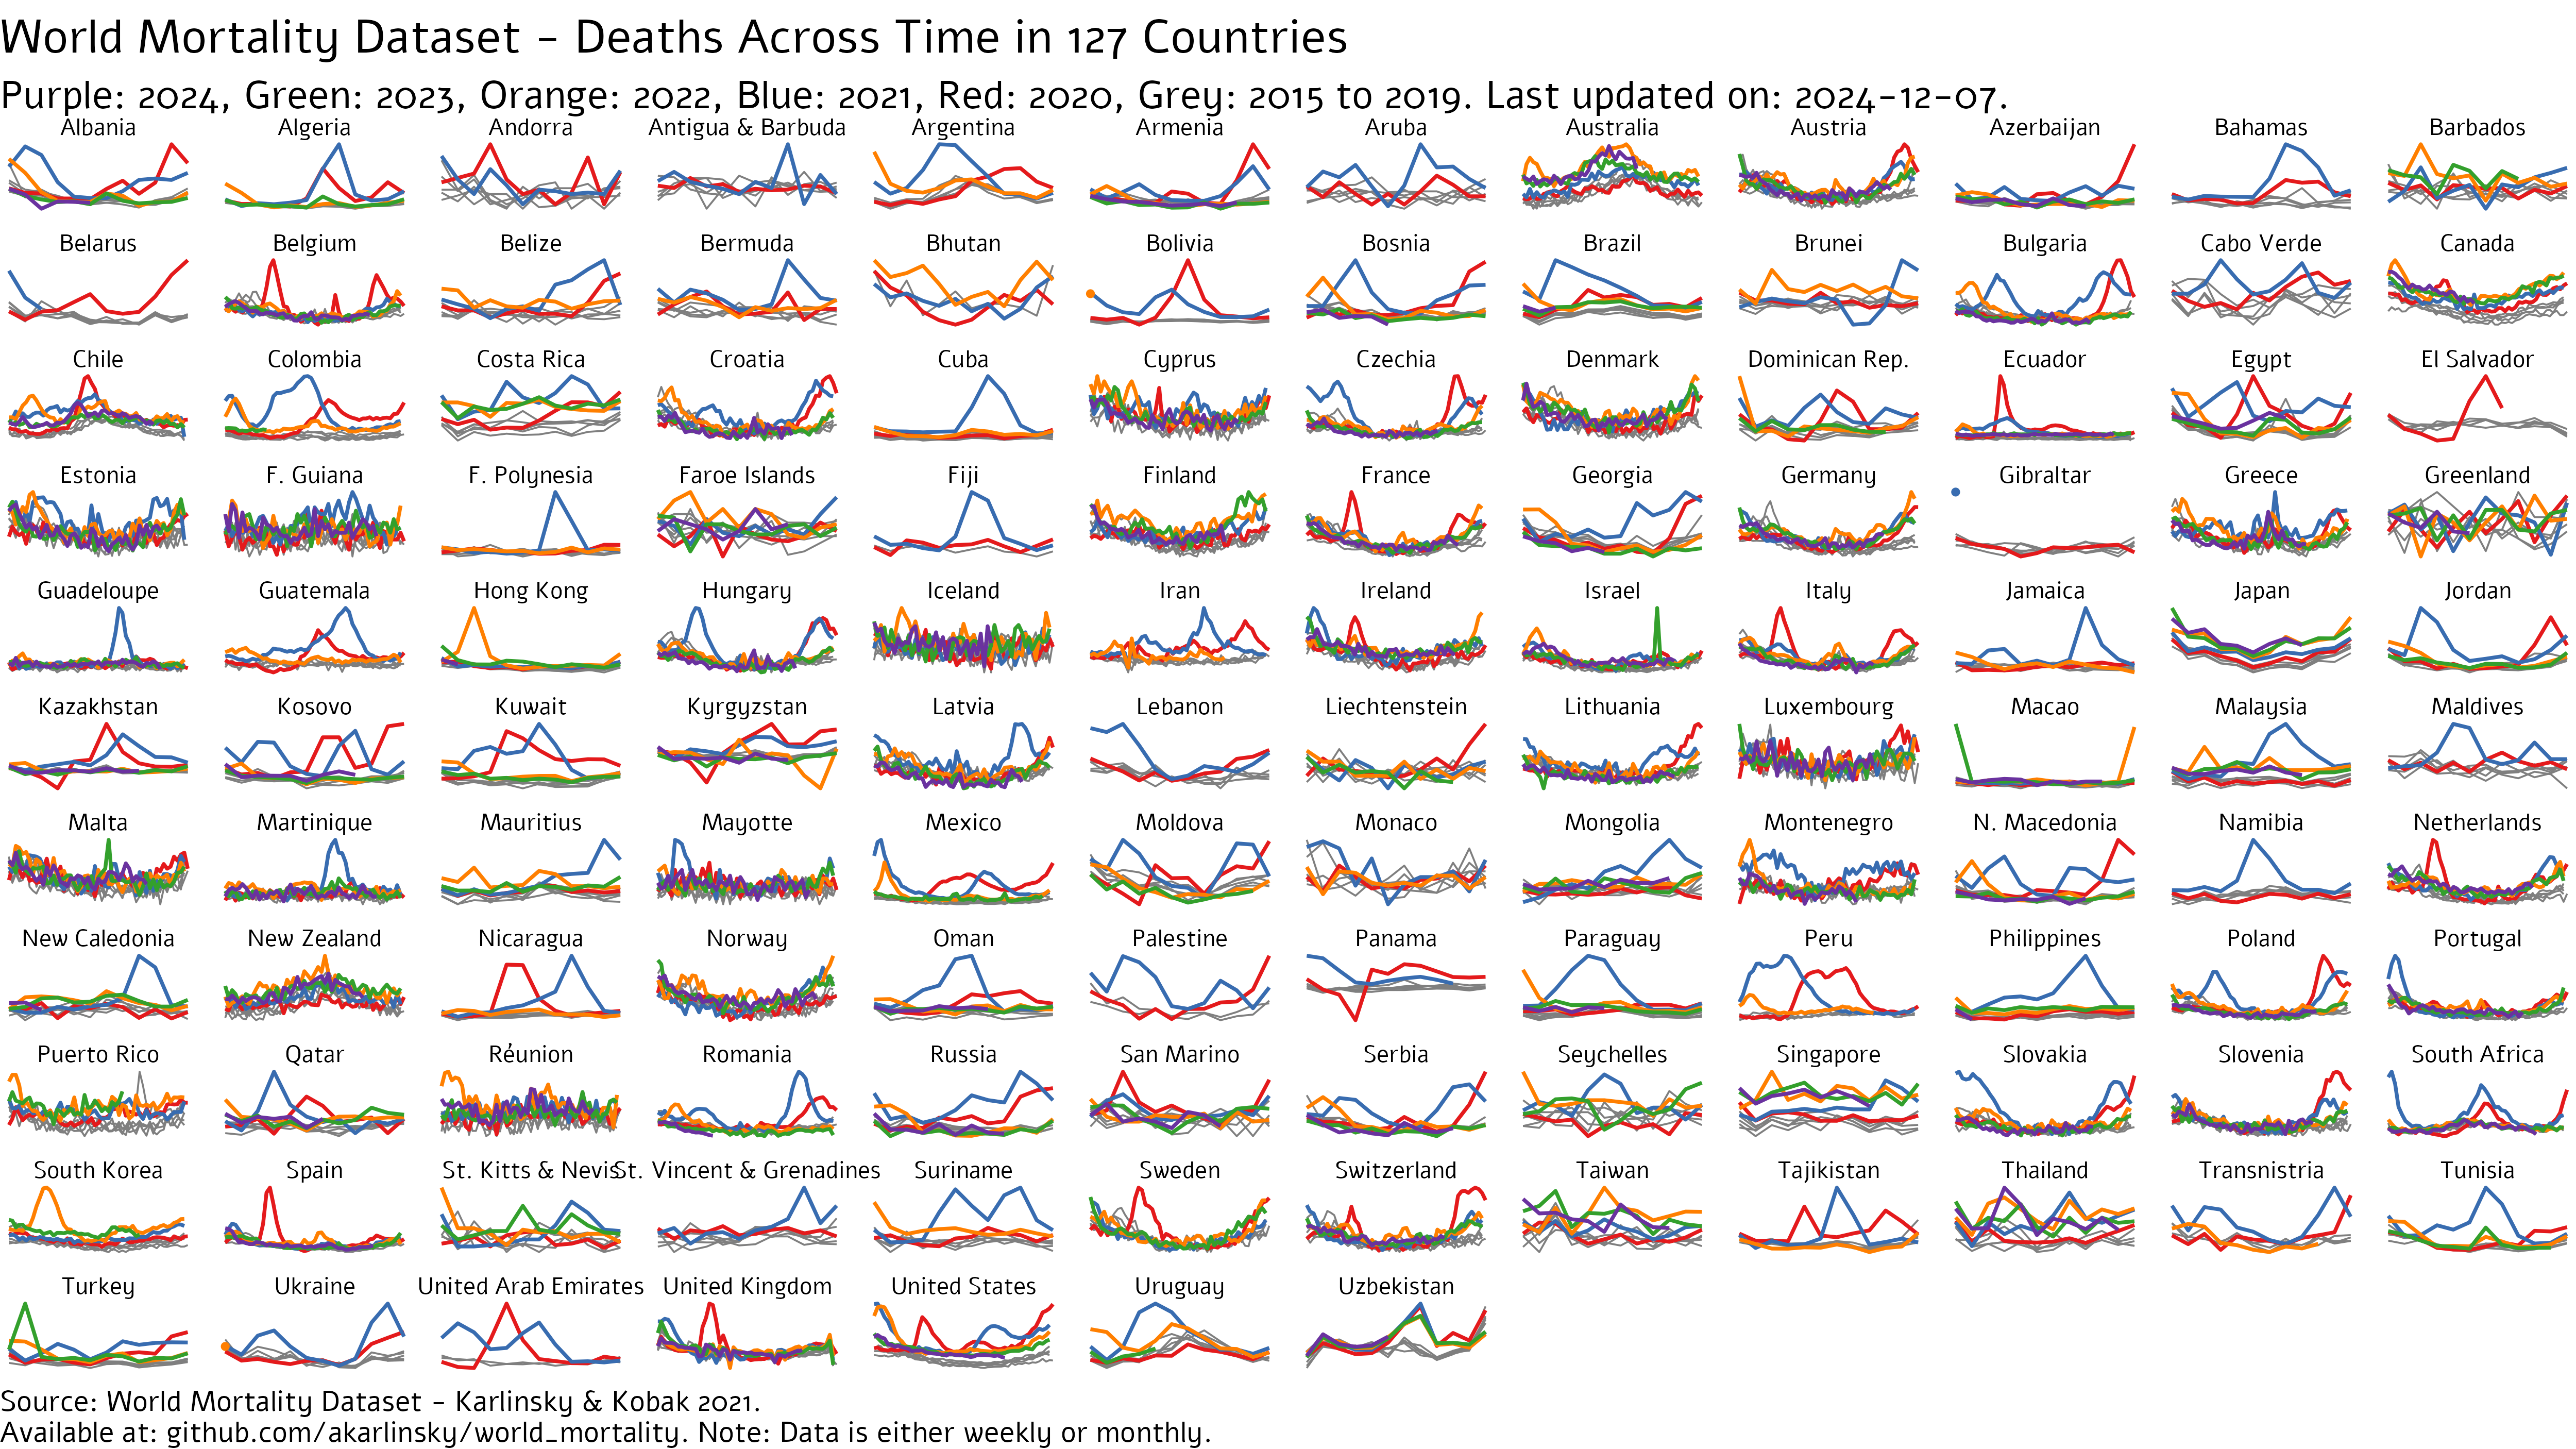 World Mortality Dataset - Deaths Across Time in 127 Countries
Purple: 2024, Green: 2023, Orange: 2022, Blue: 2021, Red: 2020, Grey: 2015 to 2019. Last updated on: 2024-12-07.
Albania Algeria Andorra Antigua & Barbuda Argentina Armenia Aruba Australia Austria Azerbaijan Bahamas Barbados
Belarus Belgium Belize Bermuda Bhutan Bolivia Bosnia Brazil Brunei Bulgaria Cabo Verde Canada
Chile Colombia Costa Rica Croatia Cuba Cyprus Czechia Denmark Dominican Rep. Ecuador Egypt El Salvador
Estonia F. Guiana F. Polynesia Faroe Islands Fiji Finland France Georgia Germany Gibraltar Greece Greenland
Guadeloupe Guatemala Hong Kong Hungary Iceland Iran Ireland Israel Italy Jamaica Japan Jordan
Kazakhstan Kosovo Kuwait Kyrgyzstan Latvia Lebanon Liechtenstein Lithuania Luxembourg Macao Malaysia Maldives
Malta Martinique Mauritius Mayotte Mexico Moldova Monaco Mongolia Montenegro N. Macedonia Namibia Netherlands
New Caledonia New Zealand Nicaragua Norway Oman Palestine Panama Paraguay Peru Philippines Poland Portugal
Puerto Rico Qatar Réunion Romania Russia San Marino Serbia Seychelles Singapore Slovakia Slovenia South Africa
South Korea Spain St. Kitts & Nevis St. Vincent & Grenadines Suriname Sweden Switzerland Taiwan Tajikistan Thailand Transnistria Tunisia
Turkey Ukraine United Arab Emirates United Kingdom United States Uruguay Uzbekistan
Source: World Mortality Dataset - Karlinsky & Kobak 2021.
Available at: github.com/akarlinsky/world_mortality. Note: Data is either weekly or monthly.